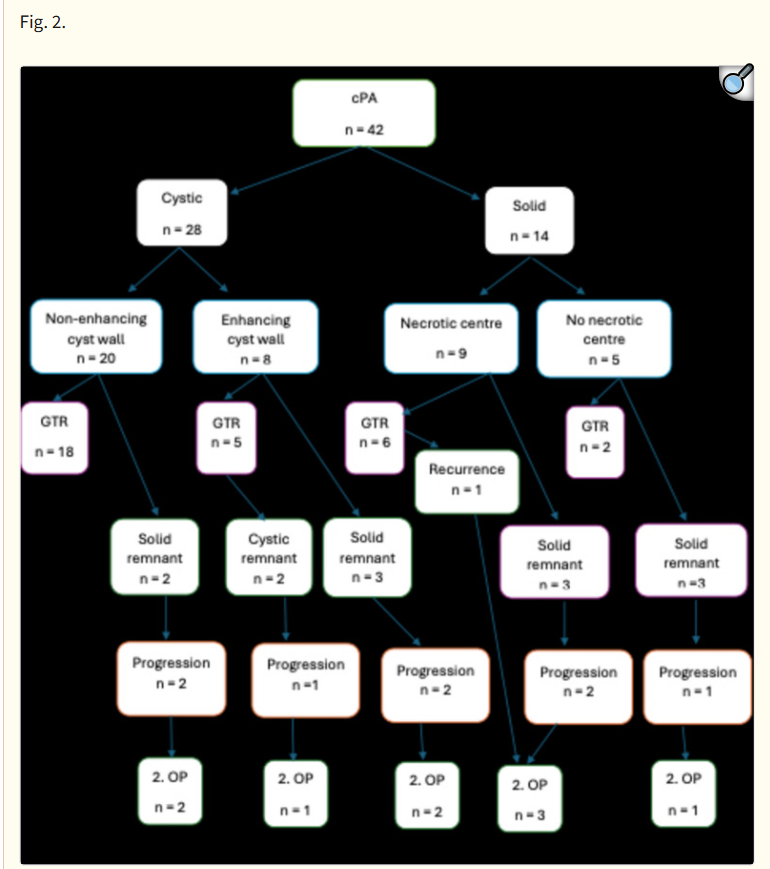 Fig. 2.
cPA
n = 42
Cystic
n = 28
Solid
n = 14
Non-enhancing
cyst wall
n = 20
Enhancing
cyst wall
n = 8
Necrotic centre
n = 9
No necrotic
centre
n = 5
GTR
n = 18
GTR
n = 5
GTR
n = 6
GTR
n = 2
Recurrence
n = 1
Solid
remnant
n = 2
Cystic
remnant
n = 2
Solid
remnant
n = 3
Solid
remnant
n = 3
Solid
remnant
n =3
Progression
n = 2
Progression
n =1
Progression
n = 2
Progression
n = 2
Progression
n = 1
2. OP
n = 2
2. OP
n = 1
2. OP
n = 2
2. OP
n = 3
2. OP
n = 1